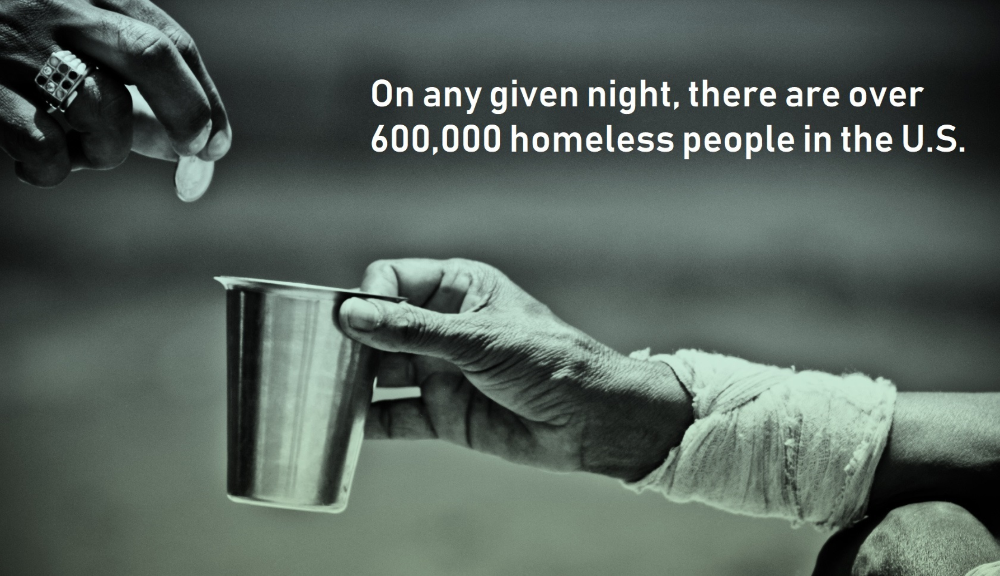 On any given night, there are over
600,000 homeless people in the U.S.